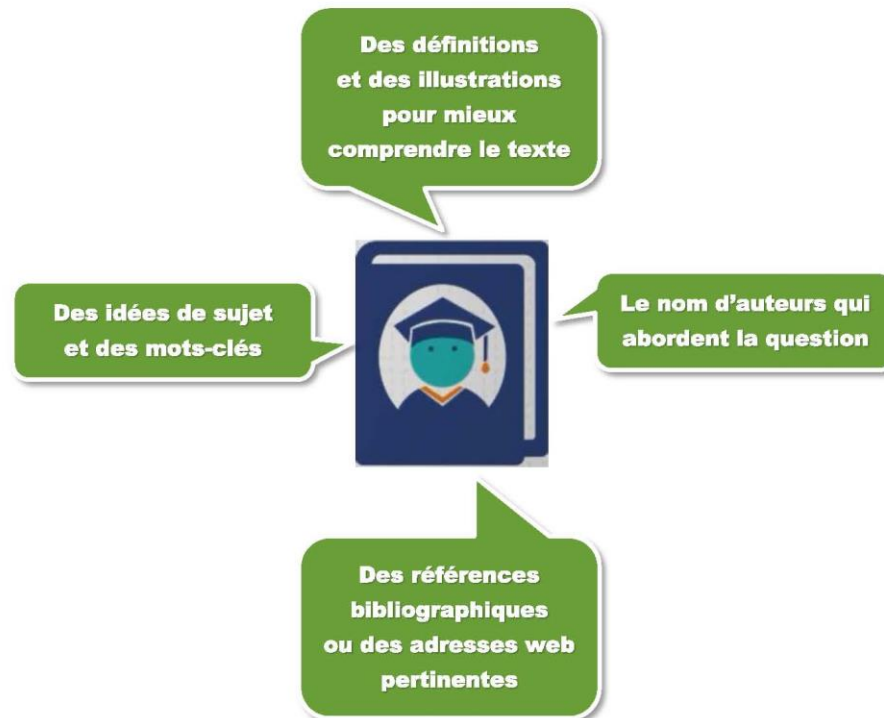 Des définitions
et des illustrations
pour mieux
comprendre le texte
Des idées de sujet
et des mots-clés
Le nom d’auteurs qui
abordent la question
Des références
bibliographiques
ou des adresses web
pertinentes